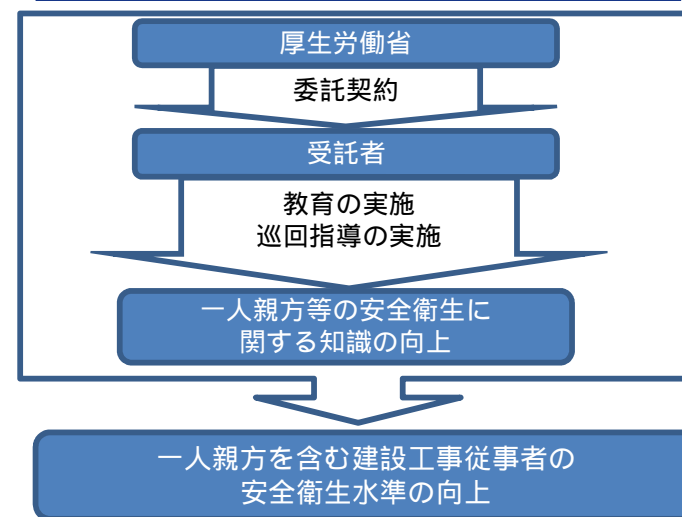 厚生労働省
委託契約
受託者
教育の実施
巡回指導の実施
一人親方等の安全衛生に
関する知識の向上
一人親方を含む建設工事従事者の
安全衛生水準の向上